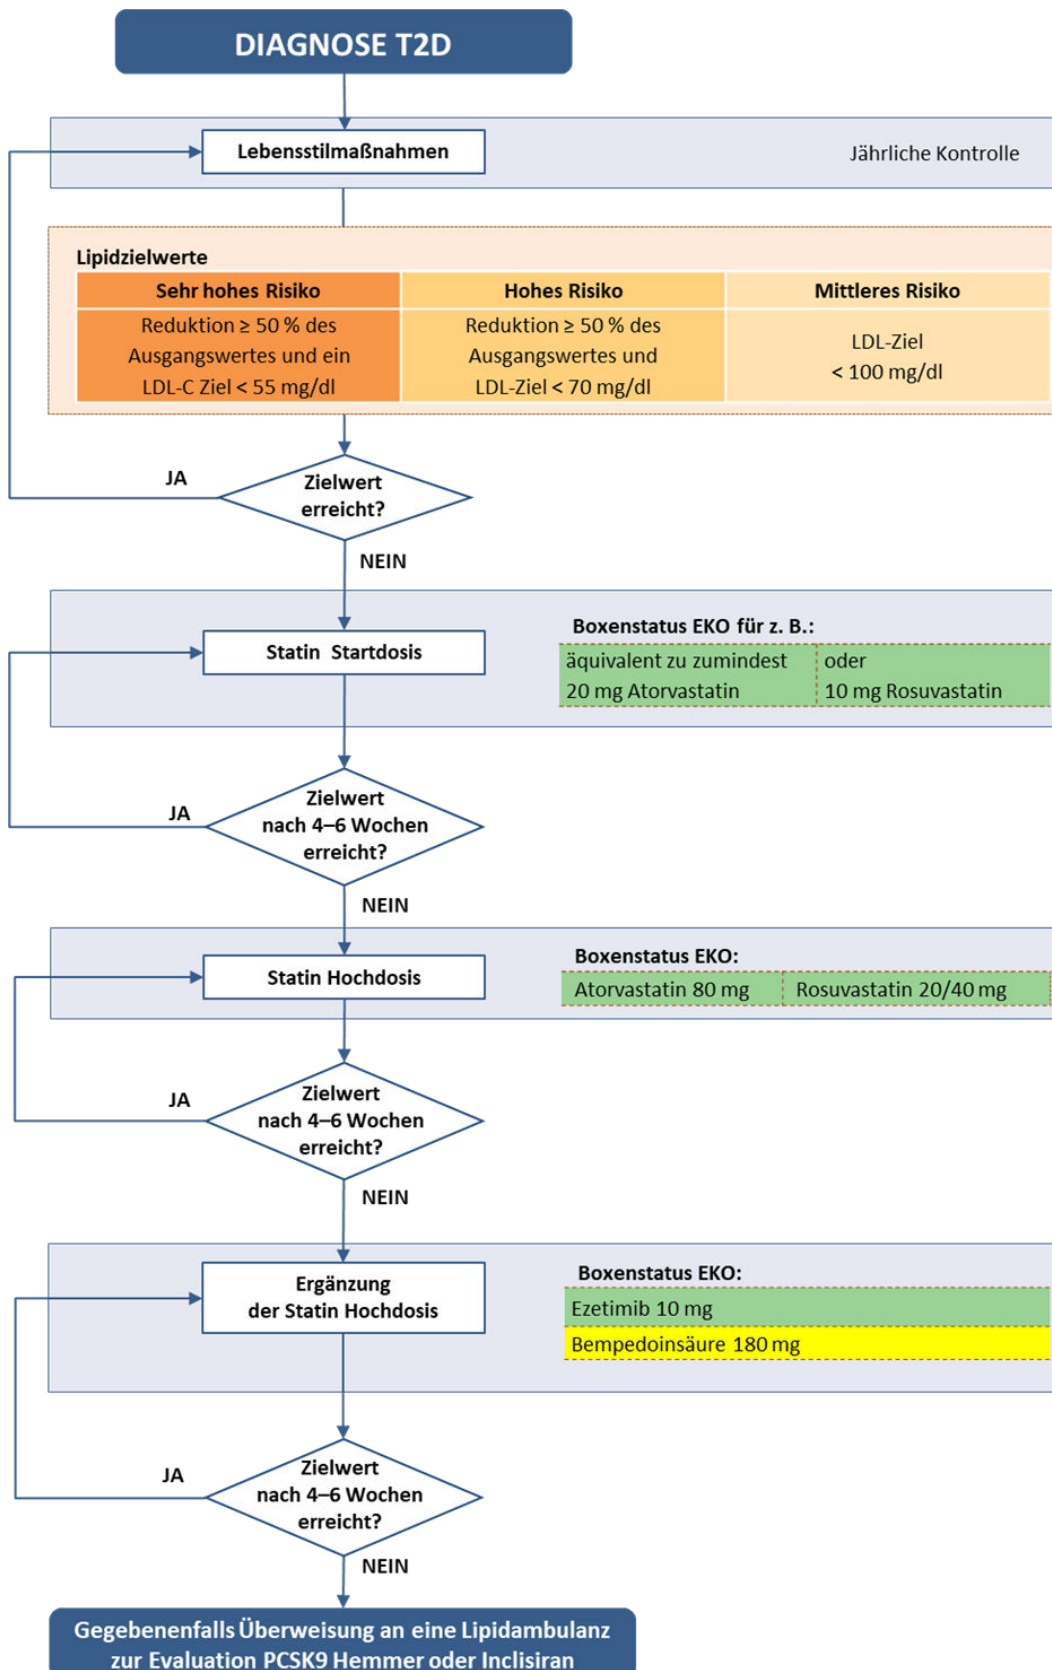 DIAGNOSE T2D
Lebensstilmaßnahmen
Jährliche Kontrolle
Lipidzielwerte
Sehr hohes Risiko
Hohes Risiko
Mittleres Risiko
Reduktion ≥ 50 % des
Ausgangswertes und ein
LDL-C Ziel < 55 mg/dl
Reduktion ≥ 50 % des
Ausgangswertes und
LDL-Ziel < 70 mg/dl
LDL-Ziel
< 100 mg/dl
JA
Zielwert
erreicht?
NEIN
Statin Startdosis
Boxenstatus EKO für z. B.:
äquivalent zu zumindest
20 mg Atorvastatin
oder
10 mg Rosuvastatin
JA
Zielwert
nach 4–6 Wochen
erreicht?
NEIN
Statin Hochdosis
Boxenstatus EKO:
Atorvastatin 80 mg
Rosuvastatin 20/40 mg
JA
Zielwert
nach 4–6 Wochen
erreicht?
NEIN
Ergänzung
der Statin Hochdosis
Boxenstatus EKO:
Ezetimib 10 mg
Bempedoinsäure 180 mg
JA
Zielwert
nach 4–6 Wochen
erreicht?
NEIN
Gegebenenfalls Überweisung an eine Lipidambulanz
zur Evaluation PCSK9 Hemmer oder Inclisiran